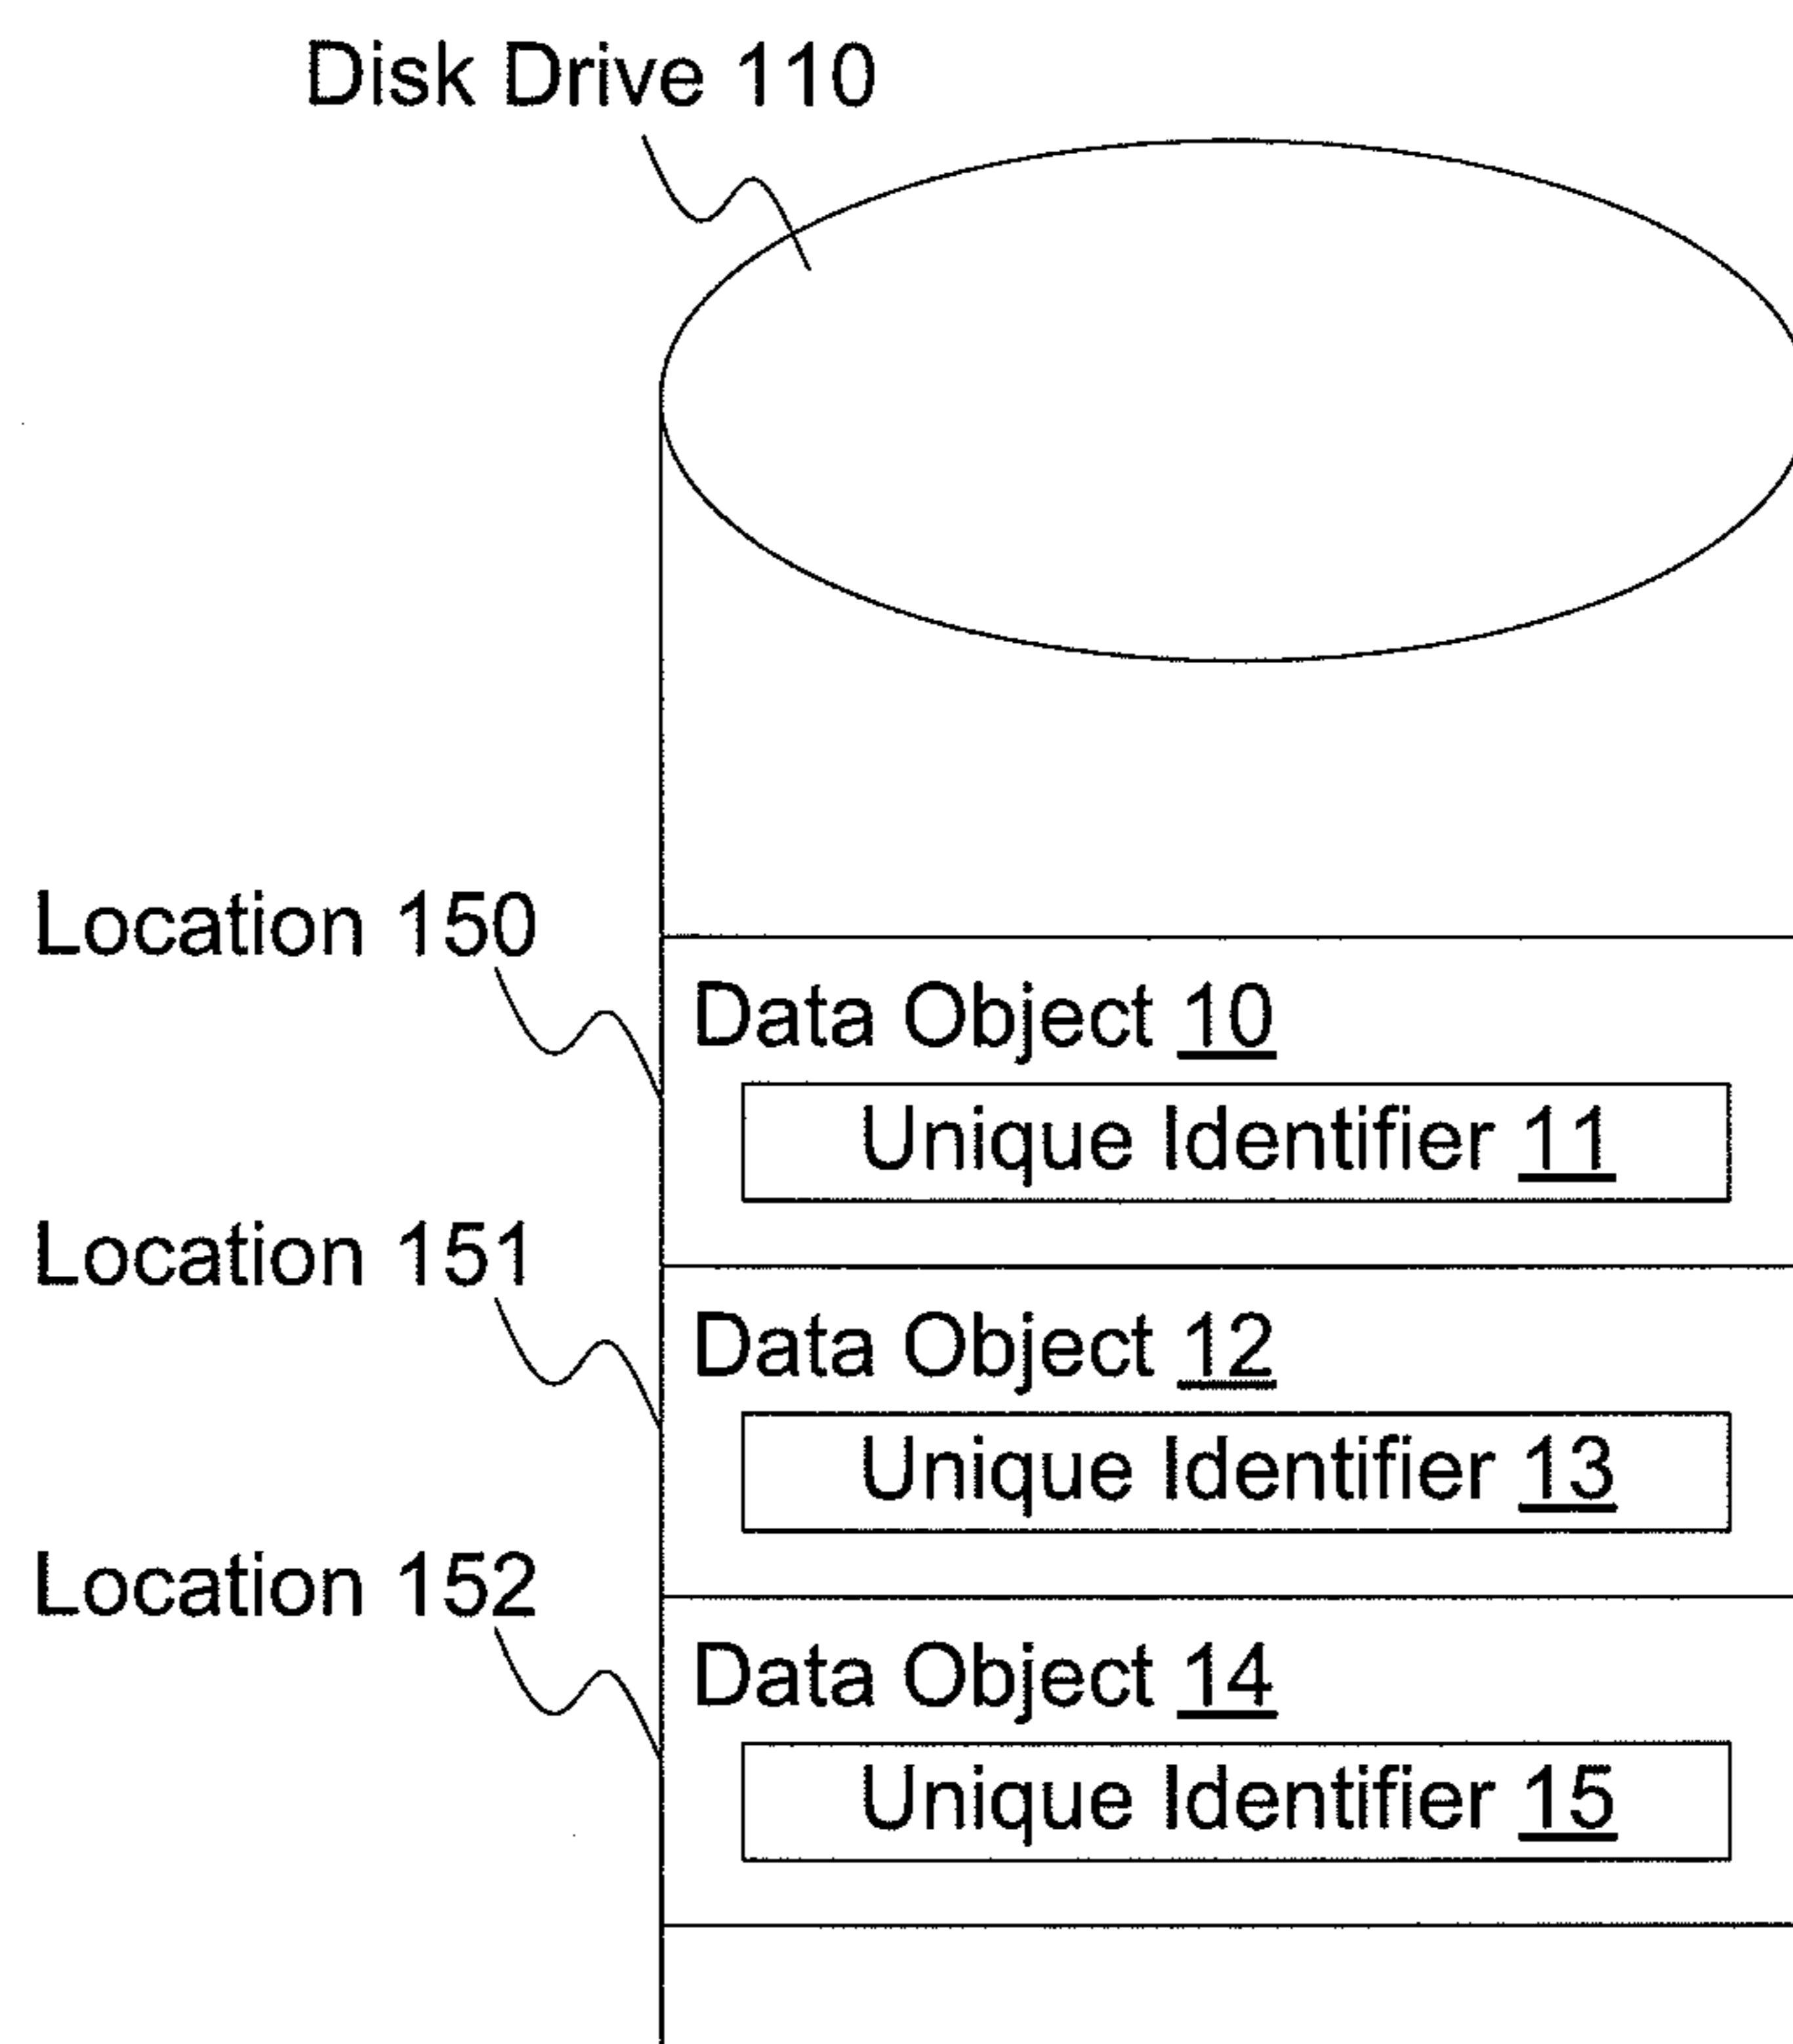 Disk Drive 110
Location 150
Data Object 10
Unique Identifier 11
Location 151
Data Object 12
Unique Identifier 13
Location 152
Data Object 14
Unique Identifier 15